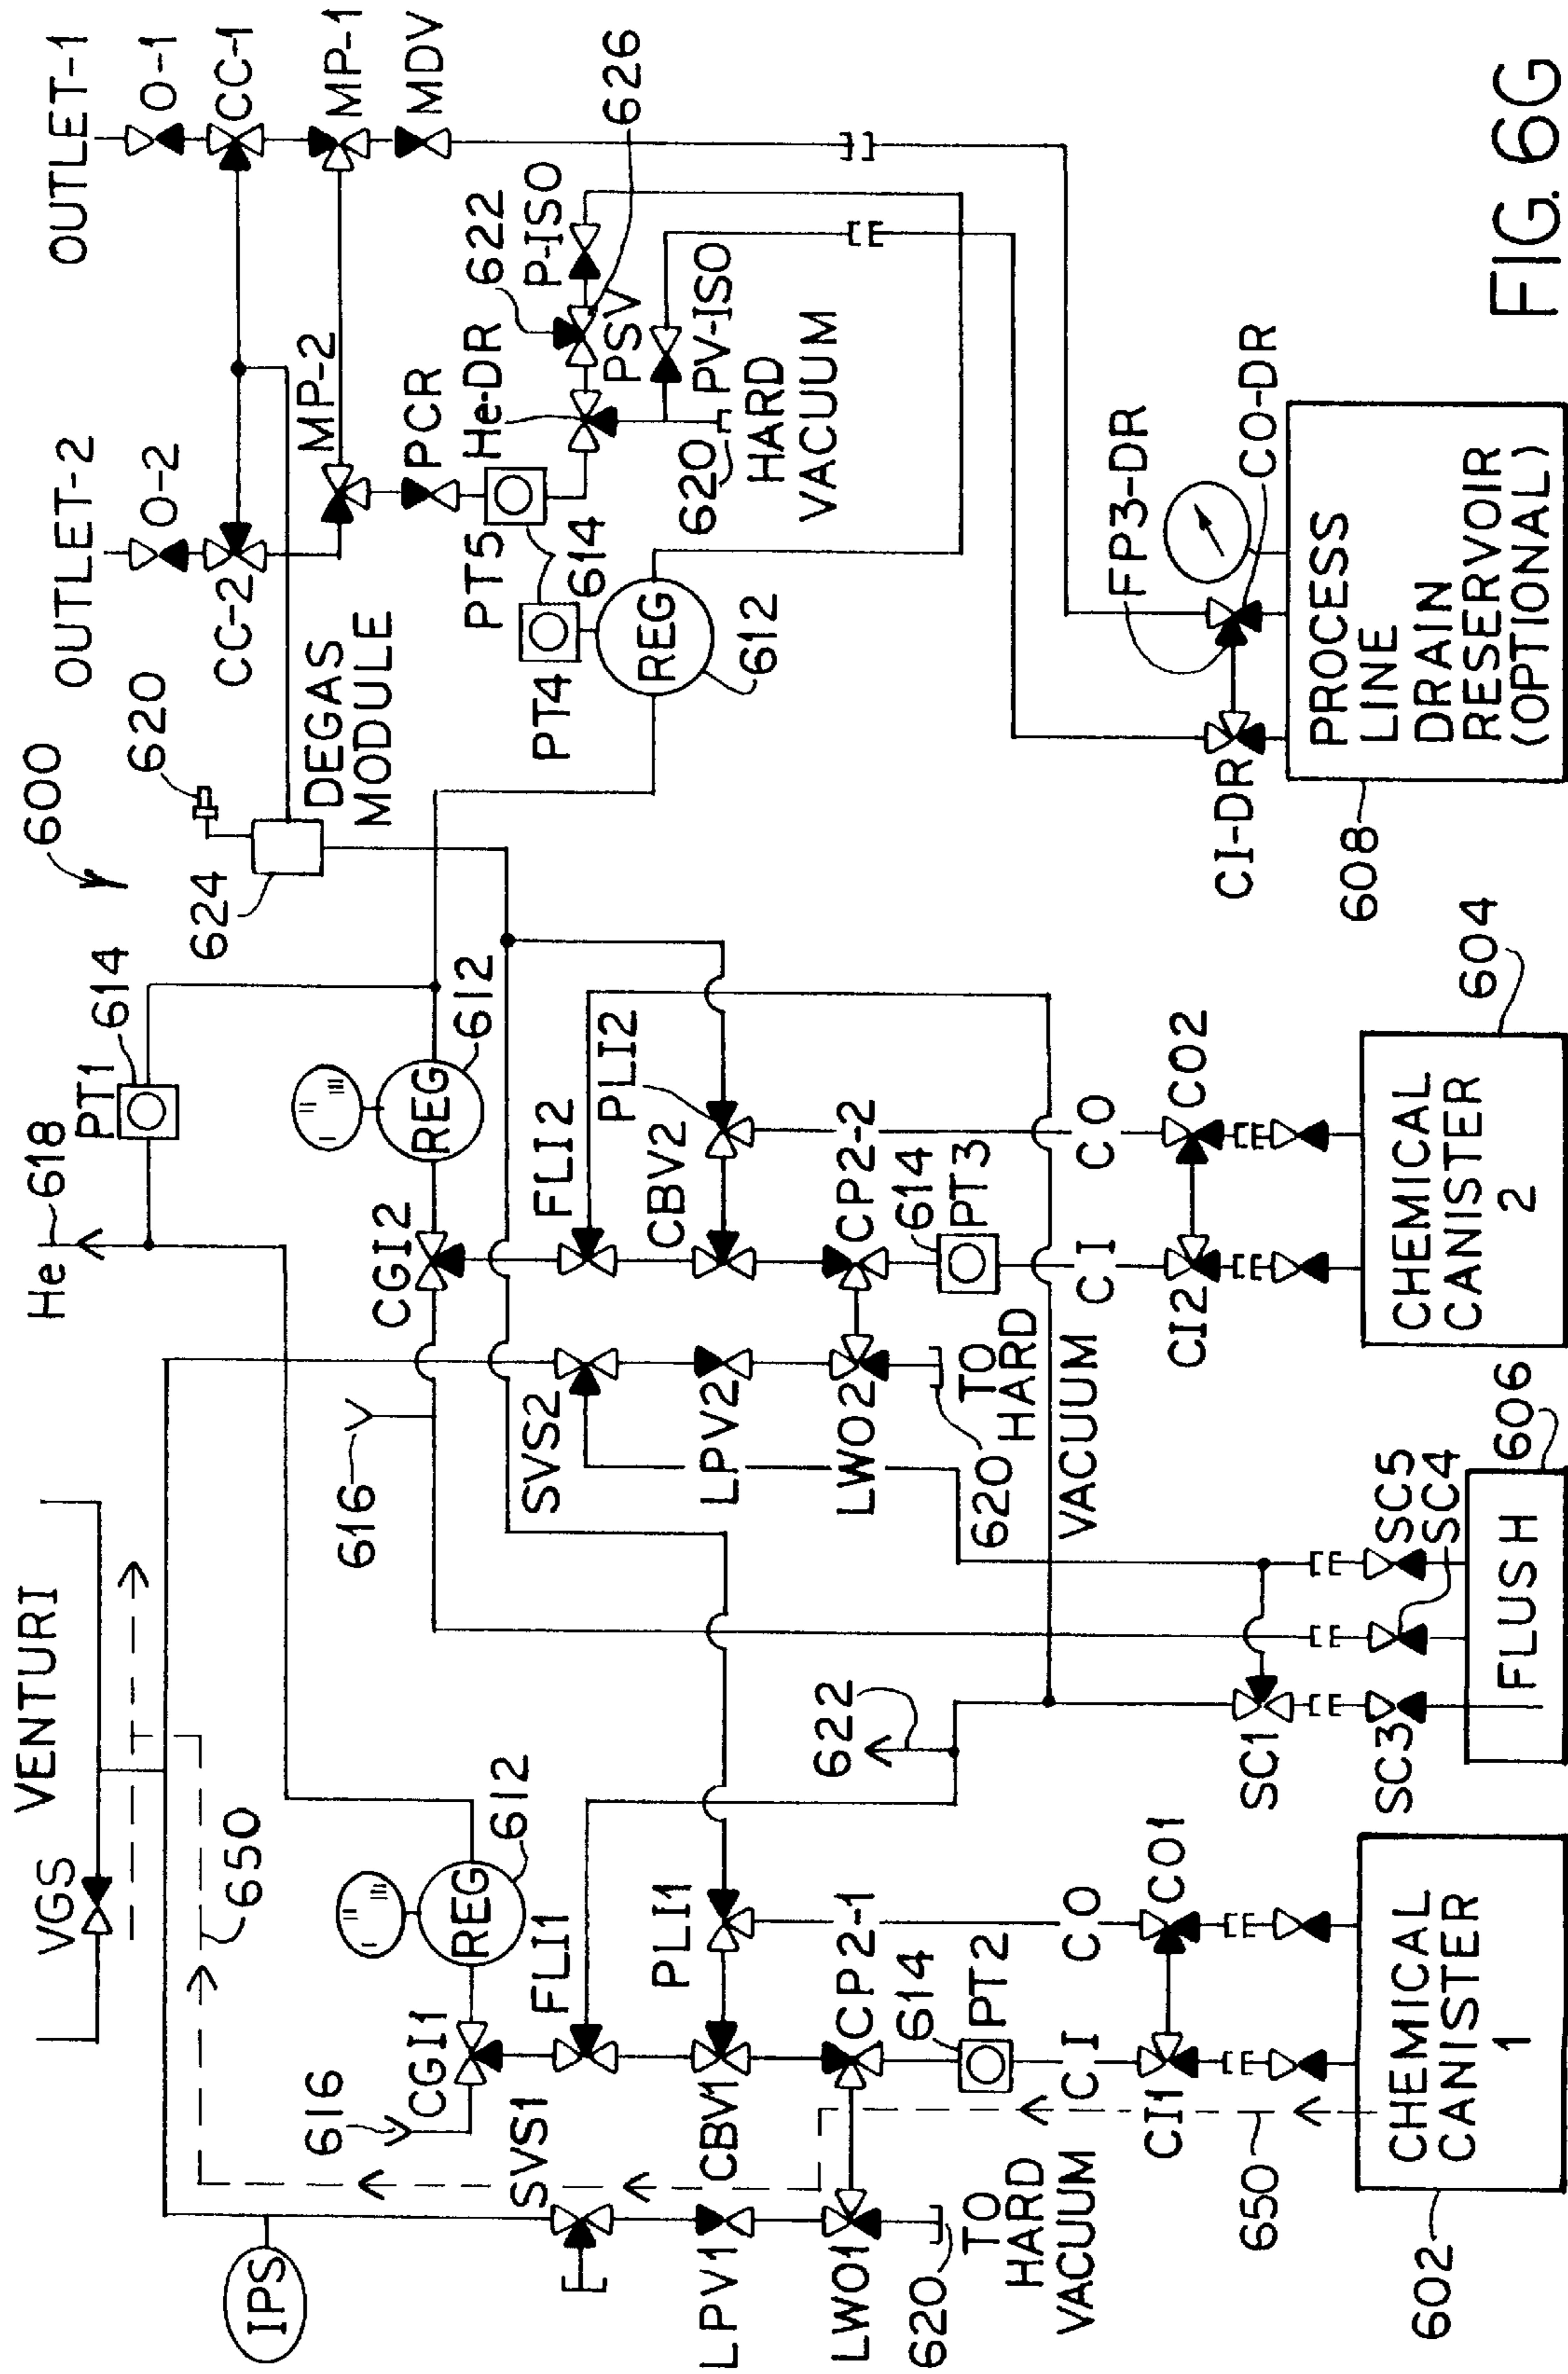 OUTLET-1
O-1
CC-1
MP-1
MDV
626
OUTLET-2
O-2
CC-2
MP-2
PCR
He-DR
622
P-ISO
PSV
PV-ISO
620
HARD
VACUUM
PT5
614
PT4
REG
612
600
620
DEGAS
MODULE
624
FP3-DR
CO-DR
CI-DR
PROCESS
LINE
DRAIN
RESERVOIR
(OPTIONAL)
608
He
618
PT1
614
REG
612
CGI2
FLI2
PLI2
CBV2
CP2-2
614
PT3
CO
CI
CO2
CI2
CHEMICAL
CANISTER
2
604
SVS2
LPV2
LWO2
620
TO
HARD
VACUUM
616
SC5
SC4
606
FLUSH
SC1
SC3
622
VENTURI
VGS
650
REG
612
CGI1
616
FLI1
SVS1
PLI1
CBV1
CP2-1
614
PT2
CO
CI
CO1
CI1
LPV1
LWO1
620
TO
HARD
VACUUM
IPS
650
CHEMICAL
CANISTER
1
602
FIG. 6G